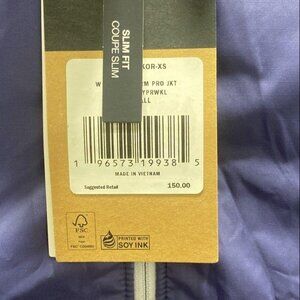 SLIM FIT
COUPE SLIM
KOR-XS
W
RM PRO JKT
YPRWKL
ALL
1 96573 19938 5
MADE IN VIETNAM
Suggested Retail 150.00
FSC
PRINTED WITH
SOY INK